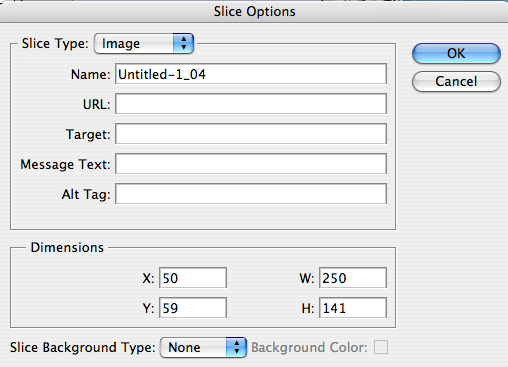 Slice Options
Slice Type: Image
OK
Name: Untitled-1_04
Cancel
URL:
Target:
Message Text:
Alt Tag:
Dimensions
X: 50 W: 250
Y: 59 H: 141
Slice Background Type: None Background Color: